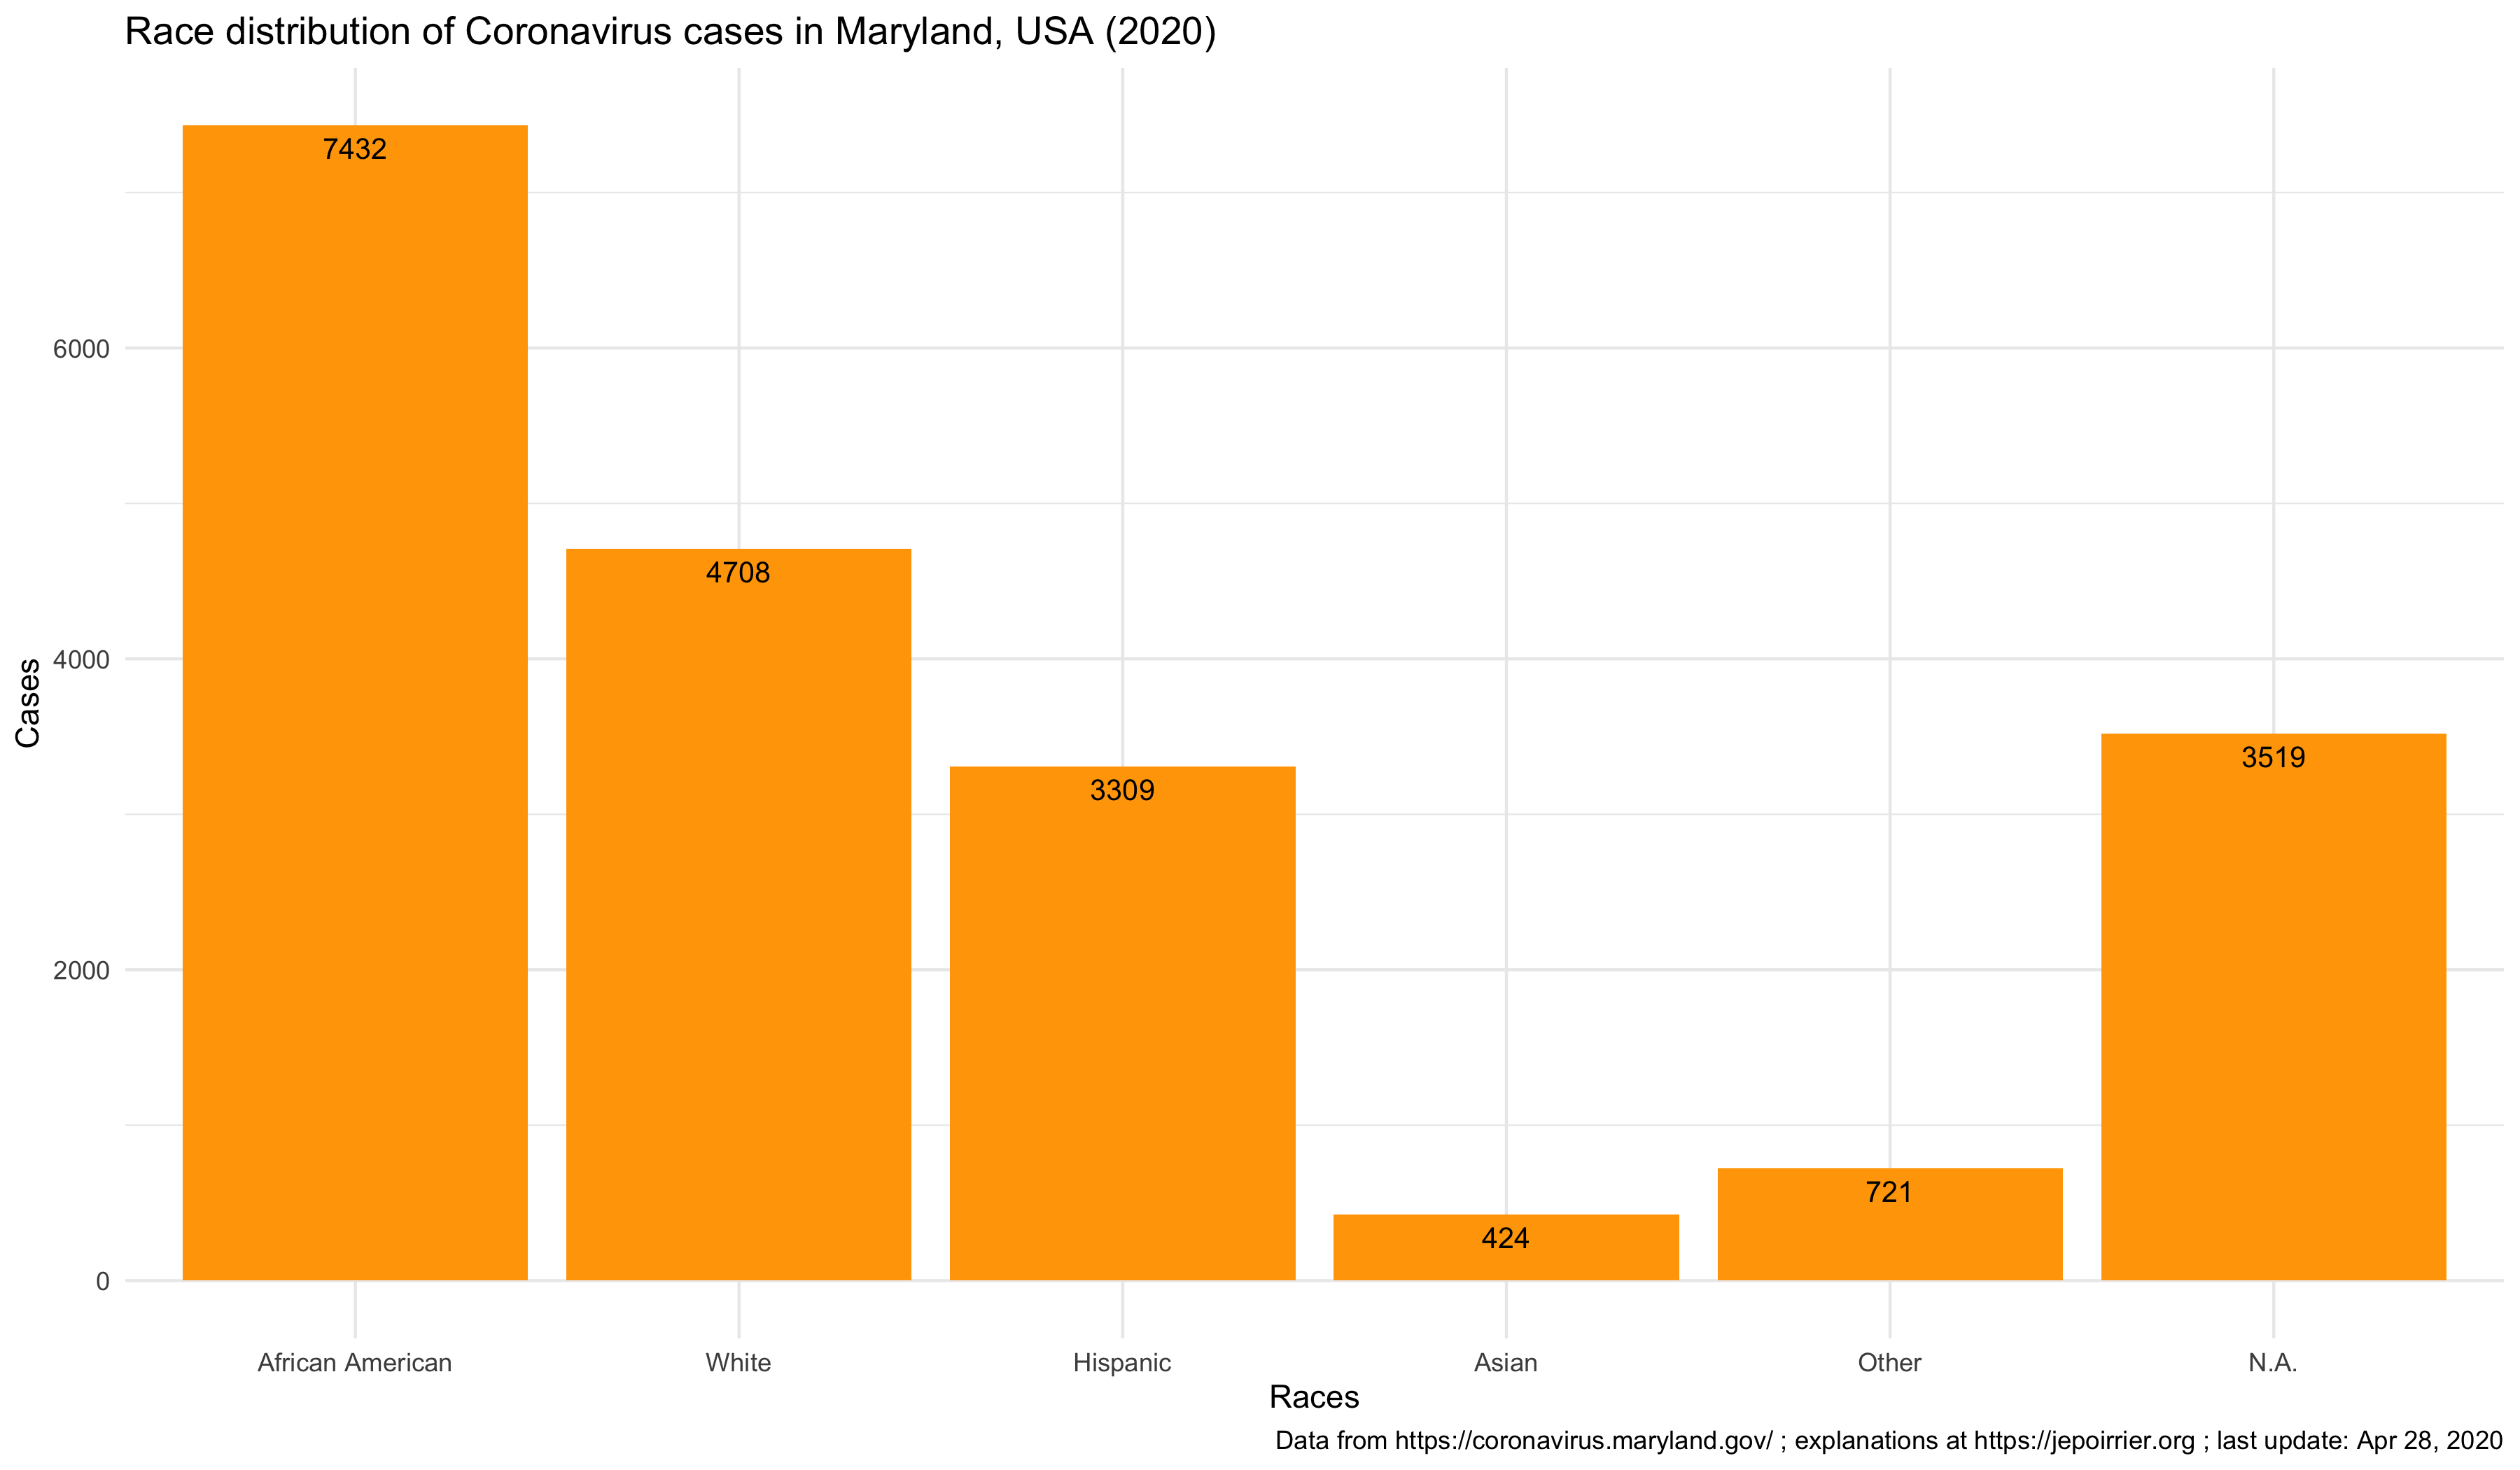 Race distribution of Coronavirus cases in Maryland, USA (2020)
7432
4708
3309
424
721
3519
6000
4000
2000
0
Cases
African American
White
Hispanic
Asian
Other
N.A.
Races
Data from https://coronavirus.maryland.gov/ ; explanations at https://jepoirrier.org ; last update: Apr 28, 2020